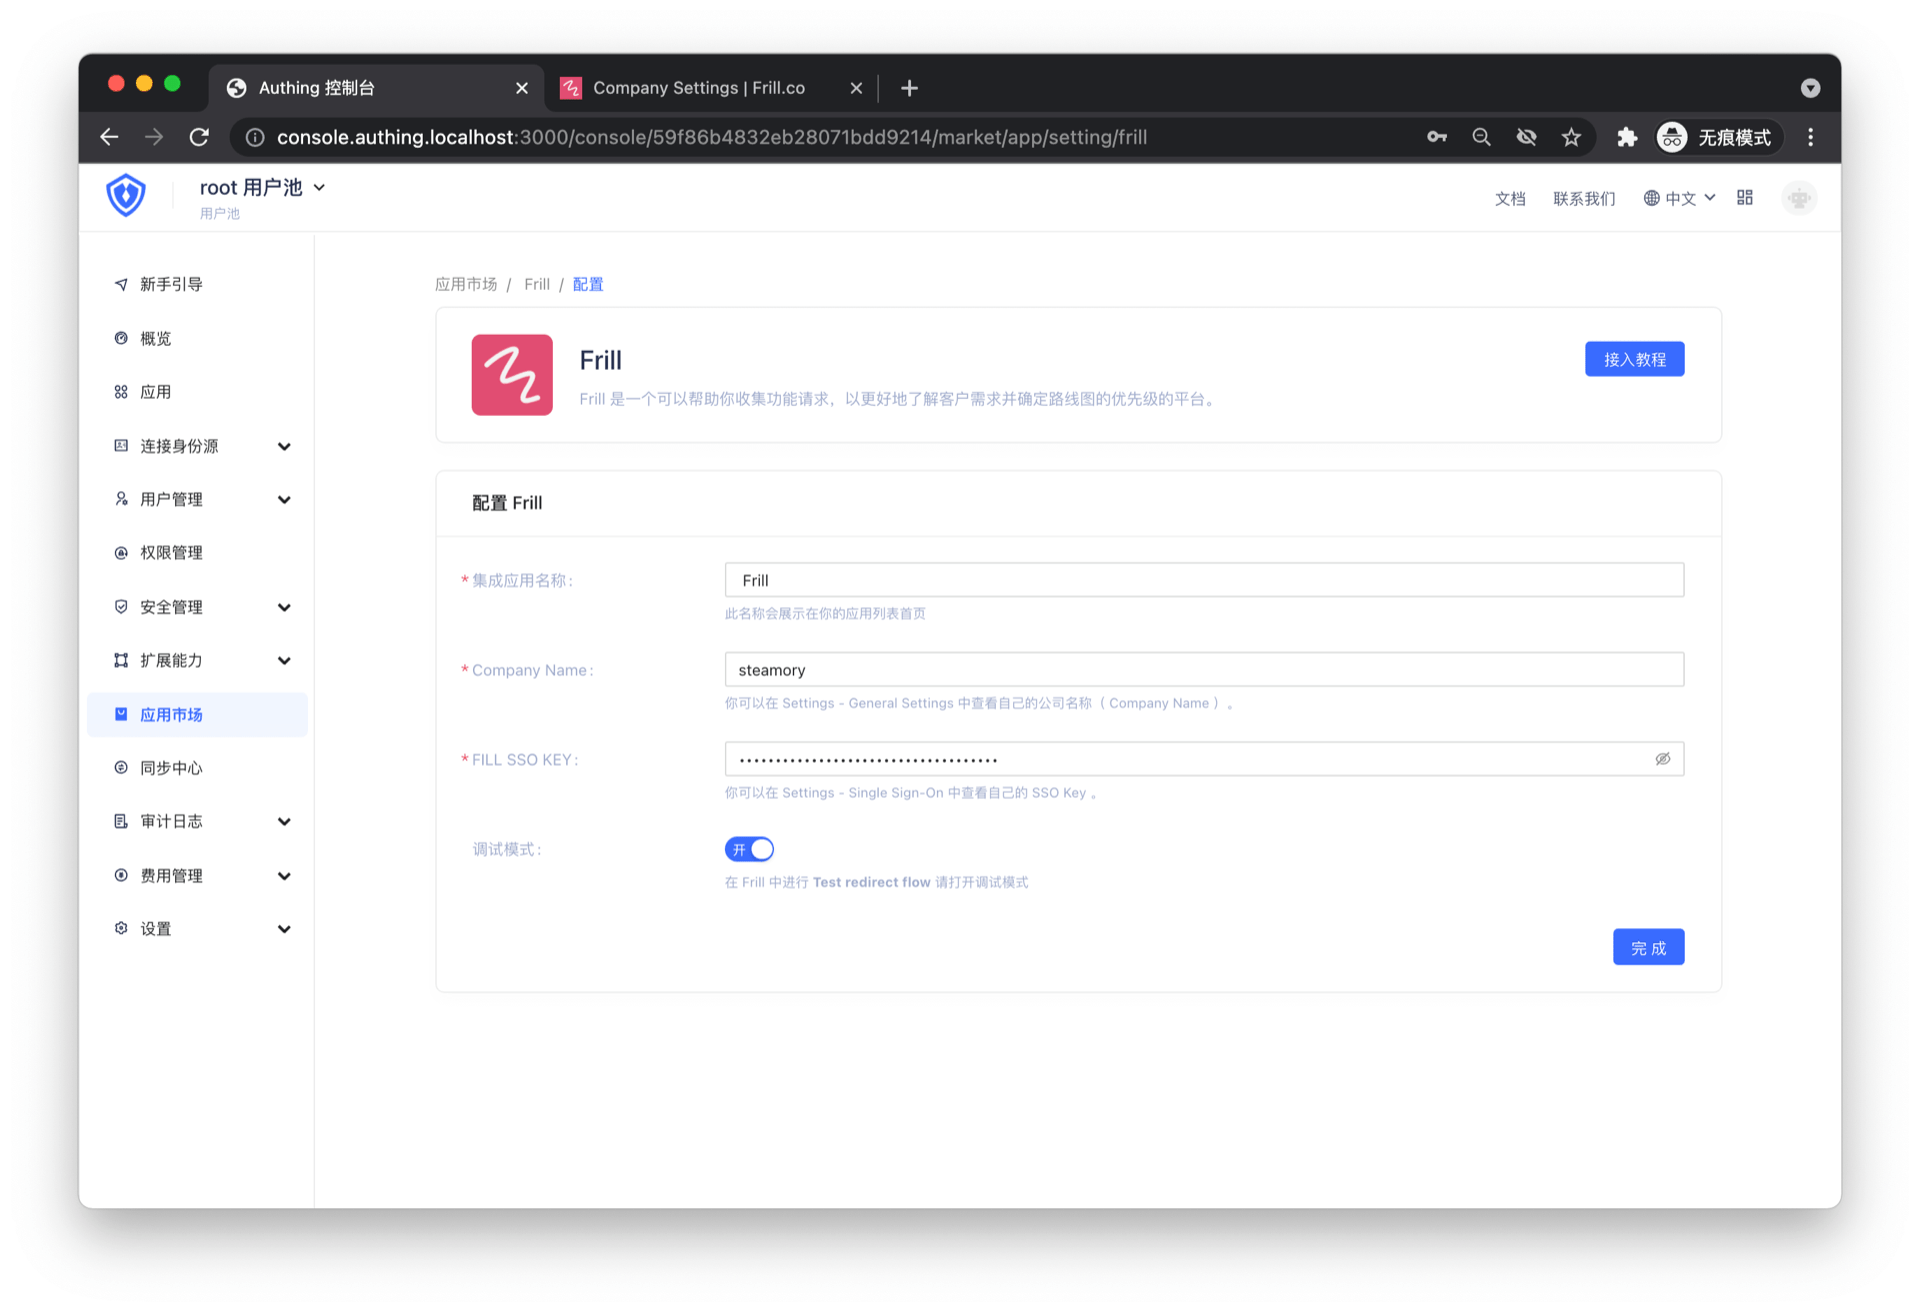 Authing 控制台
Company Settings | Frill.co
console.authing.localhost:3000/console/59f86b4832eb28071bdd9214/market/app/setting/frill
无痕模式
root 用户池
用户池
文档
联系我们
中文
新手引导
概览
应用
连接身份源
用户管理
权限管理
安全管理
扩展能力
应用市场
同步中心
审计日志
费用管理
设置
应用市场 / Frill / 配置
Frill
接入教程
Frill 是一个可以帮助你收集功能请求，以更好地了解客户需求并确定路线图的优先级的平台。
配置 Frill
* 集成应用名称:
Frill
此名称会展示在你的应用列表首页
* Company Name:
steamory
你可以在 Settings - General Settings 中查看自己的公司名称（ Company Name ）。
* FILL SSO KEY:
你可以在 Settings - Single Sign-On 中查看自己的 SSO Key 。
调试模式:
开
在 Frill 中进行 Test redirect flow 请打开调试模式
完 成